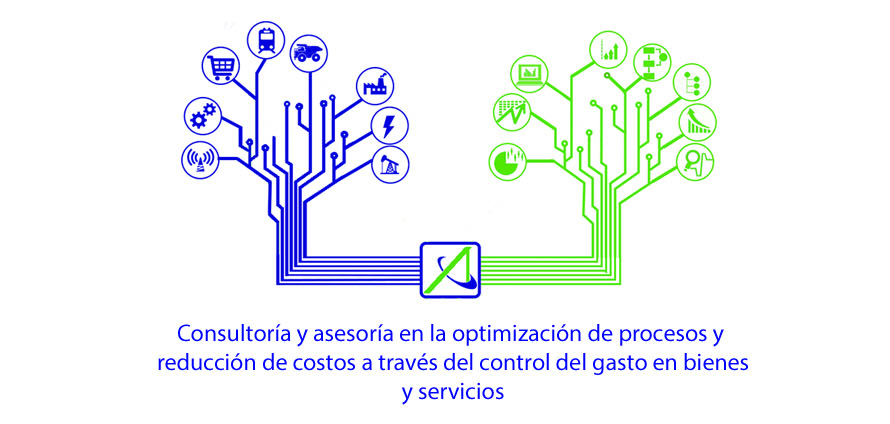 Consultoría y asesoría en la optimización de procesos y
reducción de costos a través del control del gasto en bienes
y servicios